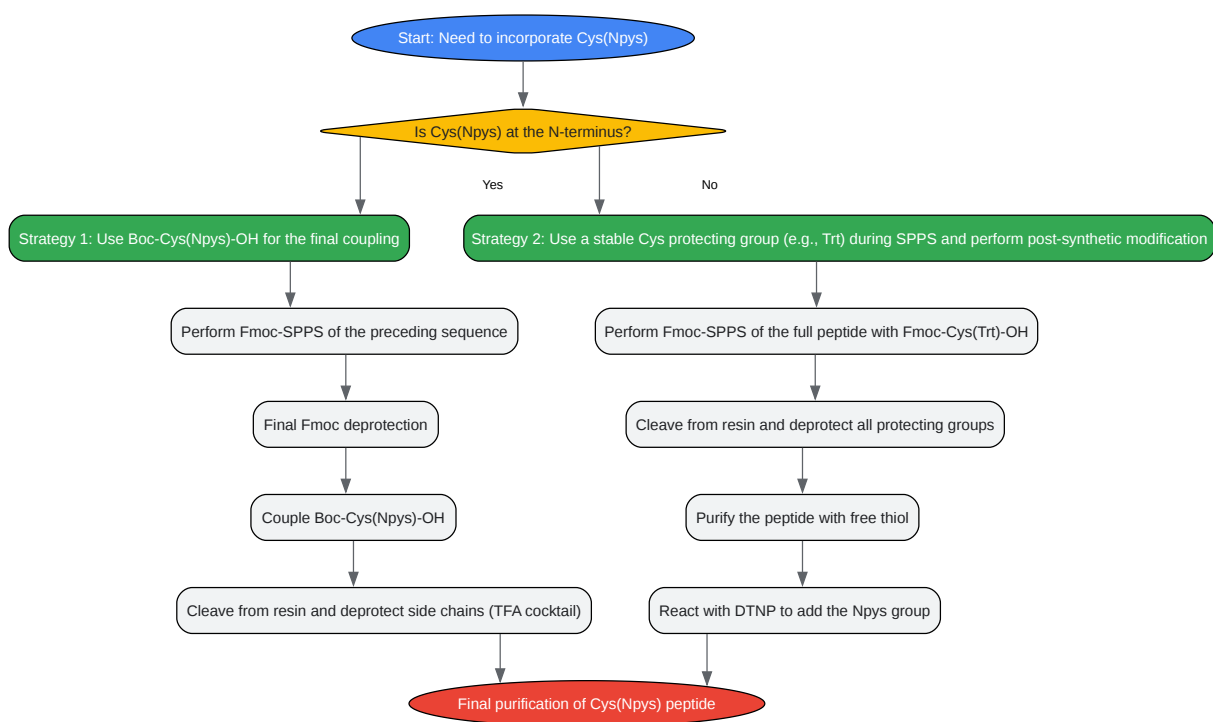 Start: Need to incorporate Cys(Npys)
Is Cys(Npys) at the N-terminus?
Yes
No
Strategy 1: Use Boc-Cys(Npys)-OH for the final coupling
Strategy 2: Use a stable Cys protecting group (e.g., Trt) during SPPS and perform post-synthetic modification
Perform Fmoc-SPPS of the preceding sequence
Perform Fmoc-SPPS of the full peptide with Fmoc-Cys(Trt)-OH
Final Fmoc deprotection
Cleave from resin and deprotect all protecting groups
Couple Boc-Cys(Npys)-OH
Purify the peptide with free thiol
Cleave from resin and deprotect side chains (TFA cocktail)
React with DTNP to add the Npys group
Final purification of Cys(Npys) peptide